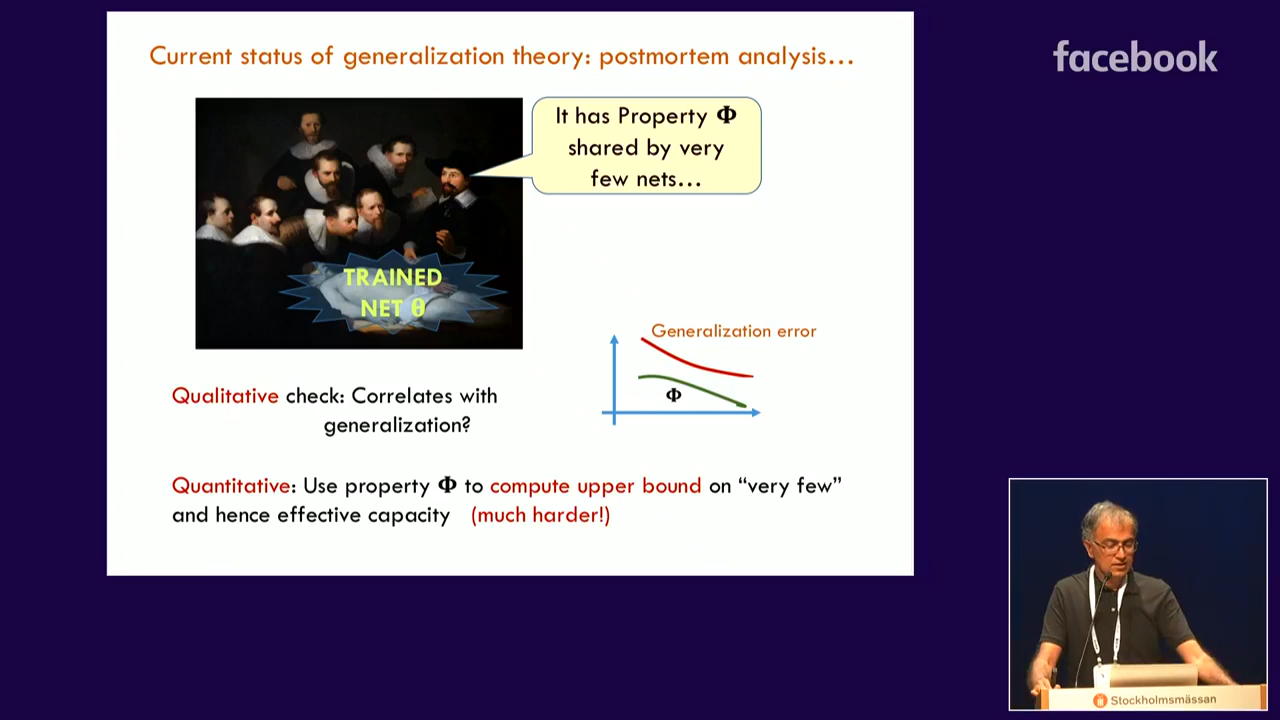 Current status of generalization theory: postmortem analysis…
facebook
It has Property Φ
shared by very
few nets…
TRAINED
NET θ
Generalization error
Φ
Qualitative check: Correlates with
generalization?
Quantitative: Use property Φ to compute upper bound on “very few”
and hence effective capacity (much harder!)
Stockholmsmässan